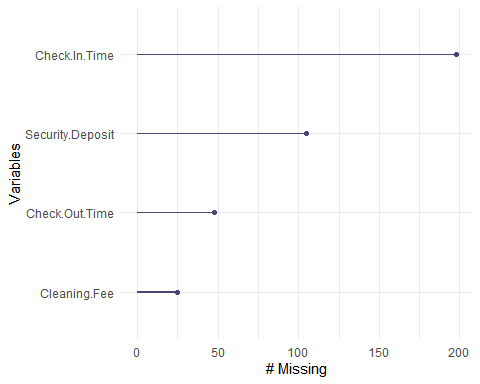 Check.In.Time
Security.Deposit
Check.Out.Time
Cleaning.Fee
Variables
0 50 100 150 200
# Missing